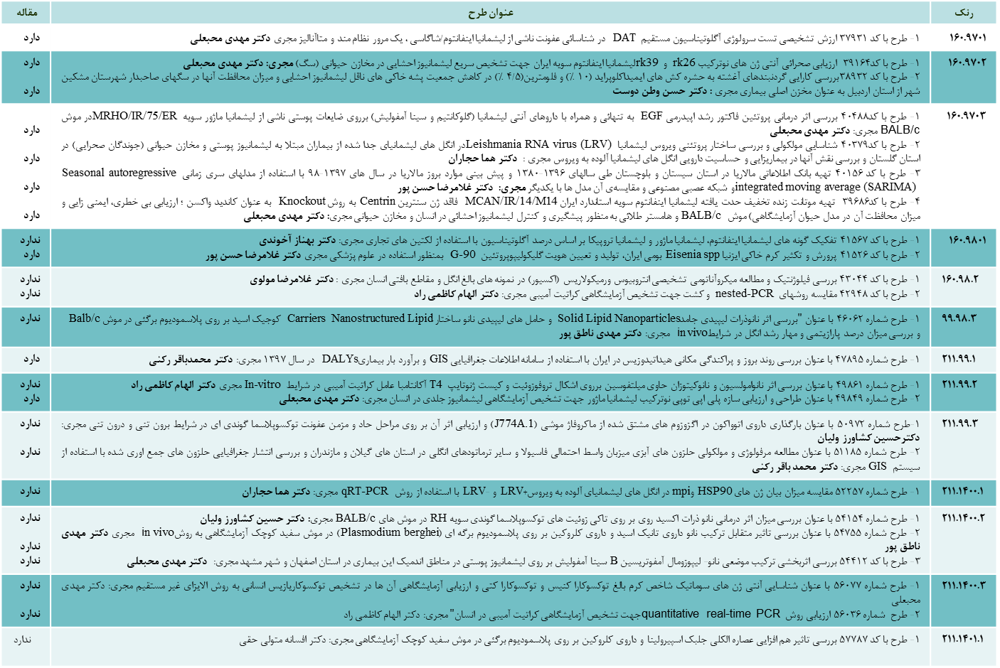 رنک	عنوان طرح	مقاله
۱۶۰.۹۷۰۱	۱- طرح با کد ۳۷۹۳۱ ارزش تشخیصی تست سرولوژی آگلوتیناسیون مستقیم DAT در شناسائی عفونت ناشی از لیشمانیا اینفانتوم/شاگاسی ، یک مرور نظام مند و متاآنالیز مجری دکتر مهدی محبعلی	دارد
۱۶۰.۹۷۰۲	۱- طرح با کد ۳۹۱۶۴ ارزیابی صحرائی آنتی ژن های نوترکیب rk26 و rk39لیشمانیا اینفانتوم سویه ایران جهت تشخیص سریع لیشمانیوز احشایی در مخازن حیوانی (سگ) مجری: دکتر مهدی محبعلی	دارد
۲- طرح با کد۳۸۹۳۲بررسی کارایی گردنبندهای آغشته به حشره کش های ایمیداکلوپراید (۱۰ ٪) و فلومترین(۴/۵ ٪) در کاهش جمعیت پشه خاکی های ناقل لیشمانیوز احشایی و میزان محافظت آنها در سگهای صاحبدار شهرستان مشکین
شهر از استان اردبیل به عنوان مخزن اصلی بیماری مجری : دکتر حسن وطن دوست	دارد
۱۶۰.۹۷۰۳	۱- طرح با کد۴۰۴۸۸ بررسی اثر درمانی پروتئین فاکتور رشد اپیدرمی EGF به تنهائی و همراه با داروهای آنتی لیشمانیا (گلوکانتیم و سینا آمفولیش) برروی ضایعات پوستی ناشی از لیشمانیا ماژور سویه MRHO/IR/75/ERدر موش
BALB/c مجری: دکتر مهدی محبعلی	دارد
۲- طرح با کد۴۰۳۷۹ شناسایی مولکولی و بررسی ساختار پروتئنی ویروس لیشمانیا Leishmania RNA virus (LRV)در انگل های لیشمانیای جدا شده از بیماران مبتلا به لیشمانیوز پوستی و مخازن حیوانی (جوندگان صحرایی) در
استان گلستان و بررسی نقش آنها در بیماریزایی و حساسیت دارویی انگل های لیشمانیا آلوده به ویروس مجری : دکتر هما حجاران	دارد
۳- طرح با کد ۴۰۱۵۶ تهیه بانک اطلاعاتی مالاریا در استان سیستان و بلوچستان طی سالهای ۱۳۹۶-۱۳۸۰ و پیش بینی موارد بروز مالاریا در سال های ۱۳۹۷-۹۸ با استفاده از مدلهای سری زمانی Seasonal autoregressive
integrated moving average (SARIMA)و شبکه عصبی مصنوعی و مقایسه‌ی آن مدل ها با یکدیگر مجری: دکتر غلامرضا حسن پور	دارد
۴- طرح با کد۳۹۶۸۶ تهیه موتانت زنده تخفیف حدت یافته لیشمانیا اینفانتوم سویه استاندارد ایران MCAN/IR/14/M14 فاقد ژن سنترین Centrin به روش Knockout به عنوان کاندید واکسن ؛ ارزیابی بی خطری، ایمنی زایی و
میزان محافظت آن در مدل حیوان آزمایشگاهی) موش BALB/c و هامستر طلائی به منظور پیشگیری و کنترل لیشمانیوز احشائی در انسان و مخازن حیوانی مجری: دکتر مهدی محبعلی	دارد
۱۶۰.۹۸۰۱	۱- طرح با کد ۴۱۵۶۷ تفکیک گونه های لیشمانیا اینفانتوم، لیشمانیا ماژور و لیشمانیا تروپیکا بر اساس درصد آگلوتیناسیون با استفاده از لکتین های تجاری مجری: دکتر بهناز آخوندی	ندارد
۲- طرح با کد ۴۱۵۲۶ پرورش و تکثیر کرم خاکی ایزنیا Eisenia spp بومی ایران، تولید و تعیین هویت گلیکولیپوپروتئین G-90 بمنظور استفاده در علوم پزشکی مجری دکتر غلامرضا حسن پور	دارد
۱۶۰.۹۸.۲	۱- طرح با کد ۴۳۰۴۴ بررسی فیلوژنتیک و مطالعه میکروآناتومی تشخیصی انتروبیوس ورمیکولاریس (اکسیور) در نمونه های بالغ انگل و مقاطع بافتی انسان مجری : دکتر غلامرضا مولوی	ندارد
۲- طرح با کد ۴۲۹۴۸ مقایسه روشهای nested-PCR و کشت جهت تشخیص آزمایشگاهی کراتیت آمیبی مجری: دکتر الهام کاظمی راد	ندارد
۹۹.۹۸.۳	۱- طرح شماره ۴۶۰۶۲ با عنوان "بررسی اثر نانوذرات لیپیدی جامدSolid Lipid Nanoparticles و حامل های لیپیدی نانو ساختار Carriers Nanostructured Lipid کوجیک اسید بر روی پلاسمودیوم برگئی در موش Balb/c
و بررسی میزان درصد پارازیتمی و مهار رشد انگل در شرایطin vivo مجری: دکتر مهدی ناطق پور	ندارد
۲۱۱.۹۹.۱	۱- طرح شماره ۴۷۸۹۵ با عنوان بررسی روند بروز و پراکندگی مکانی هیداتیدوزیس در ایران با استفاده از سامانه اطلاعات جغرافیایی GIS و برآورد بار بیماریDALYs در سال ۱۳۹۷ مجری: دکتر محمدباقر رکنی	دارد
۲۱۱.۹۹.۲	۱- طرح شماره ۴۹۸۶۱ با عنوان بررسی اثر نانوامولسیون و نانوکیتوزان حاوی میلتفوسین برروی اشکال تروفوزوئیت و کیست ژنوتایپ T4 آکانتامبا عامل کراتیت آمیبی در شرایط In-vitro مجری دکتر الهام کاظمی راد	ندارد
۲- طرح شماره ۴۹۸۴۹ با عنوان طراحی و ارزیابی سازه پلی اپی توپی نوترکیب لیشمانیا ماژور جهت تشخیص آزمایشگاهی لیشمانیوز جلدی در انسان مجری: دکتر مهدی محبعلی	دارد
۲۱۱.۹۹.۳	۱-طرح شماره ۵۰۹۷۲ با عنوان بارگذاری داروی اتوواکون در اگزوزوم های مشتق شده از ماکروفاژ موشی (J774A.1) و ارزیابی اثر آن بر روی مراحل حاد و مزمن عفونت توکسوپلاسما گوندی ای در شرایط برون تنی و درون تنی مجری:
دکترحسین کشاورز ولیان	ندارد
۲- طرح شماره ۵۱۱۸۵ با عنوان مطالعه مرفولوژی و مولکولی حلزون های آبزی میزبان واسط احتمالی فاسیولا و سایر ترماتودهای انگلی در استان های گیلان و مازندران و بررسی انتشار جغرافیایی حلزون های جمع اوری شده با استفاده از
سیستم GIS مجری: دکتر محمد باقر رکنی	ندارد
۲۱۱.۱۴۰۰.۱	۱- طرح شماره ۵۲۲۵۷ مقایسه میزان بیان ژن های HSP90 وmpi در انگل های لیشمانیای آلوده به ویروس+LRV و -LRV با استفاده از روش qRT-PCR مجری: دکتر هما حجاران	ندارد
۲۱۱.۱۴۰۰.۲	۱- طرح شماره ۵۴۱۵۴ با عنوان بررسی میزان اثر درمانی نانو ذرات اکسید روی بر روی تاکی زوئیت های توکسوپلاسما گوندی سویه RH در موش های BALB/c مجری: دکتر حسین کشاورز ولیان	ندارد
۲- طرح شماره ۵۴۷۵۵ با عنوان بررسی تاثیر متقابل ترکیب نانو داروی تانیک اسید و داروی کلروکین بر روی پلاسمودیوم برگه ای (Plasmodium berghei) در موش سفید کوچک آزمایشگاهی به روشin vivo مجری دکتر مهدی
ناطق پور	ندارد
۳- طرح با کد ۵۴۴۱۲ بررسی اثربخشی ترکیب موضعی نانو- لیپوزومال آمفوتریسین B سینا آمفولیش بر روی لیشمانیوز پوستی در مناطق اندمیک این بیماری در استان اصفهان و شهر مشهد مجری: دکتر مهدی محبعلی	ندارد
۲۱۱.۱۴۰۰.۳	۱- طرح شماره ۵۶۰۷۷ با عنوان شناسایی آنتی ژن های سوماتیک شاخص کرم بالغ توکسوکارا کنیس و توکسوکارا کتی و ارزیابی آزمایشگاهی آن ها در تشخیص توکسوکاریازیس انسانی به روش الایزای غیر مستقیم مجری: دکتر مهدی
محبعلی	ندارد
۲- طرح شماره ۵۶۰۳۶ ارزیابی روش quantitative real-time PCRجهت تشخیص آزمایشگاهی کراتیت آمیبی در انسان" مجری: دکتر الهام کاظمی راد	ندارد
۲۱۱.۱۴۰۱.۱	۱- طرح با کد ۵۷۷۸۷ بررسی تاثیر هم افزایی عصاره الکلی جلبک اسپیرولینا و داروی کلروکین بر روی پلاسمودیوم برگئی در موش سفید کوچک آزمایشگاهی مجری: دکتر افسانه متولی حقی	ندارد